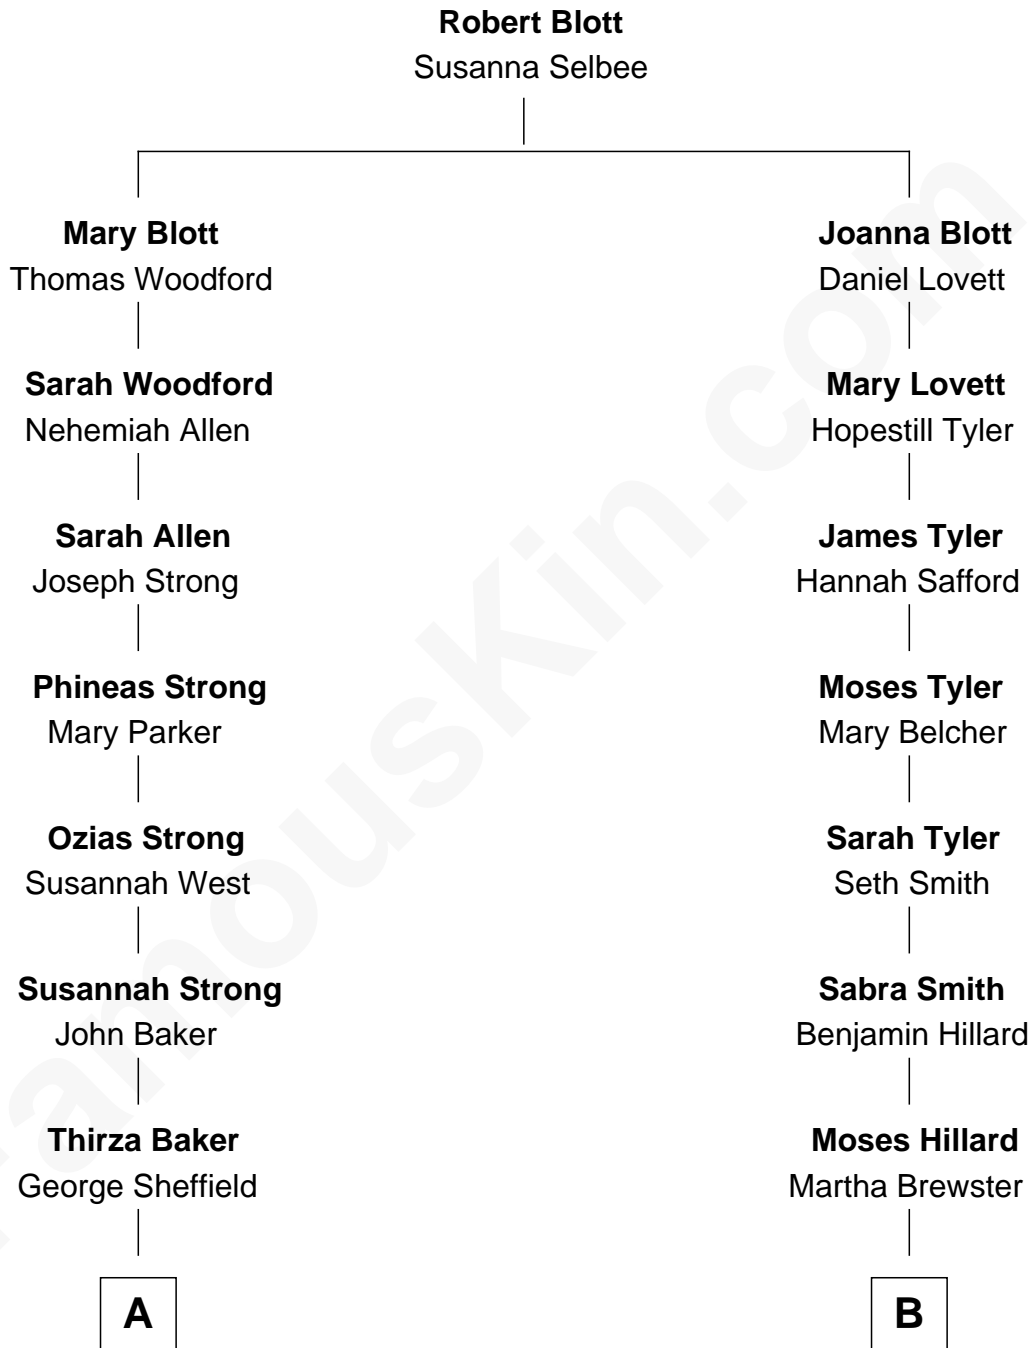 Robert Blott
Susanna Selbee
Mary Blott
Thomas Woodford
Joanna Blott
Daniel Lovett
Sarah Woodford
Nehemiah Allen
Mary Lovett
Hopestill Tyler
Sarah Allen
Joseph Strong
James Tyler
Hannah Safford
Phineas Strong
Mary Parker
Moses Tyler
Mary Belcher
Ozias Strong
Susannah West
Sarah Tyler
Seth Smith
Susannah Strong
John Baker
Sabra Smith
Benjamin Hillard
Thirza Baker
George Sheffield
Moses Hillard
Martha Brewster
A
B
FamousKin.com